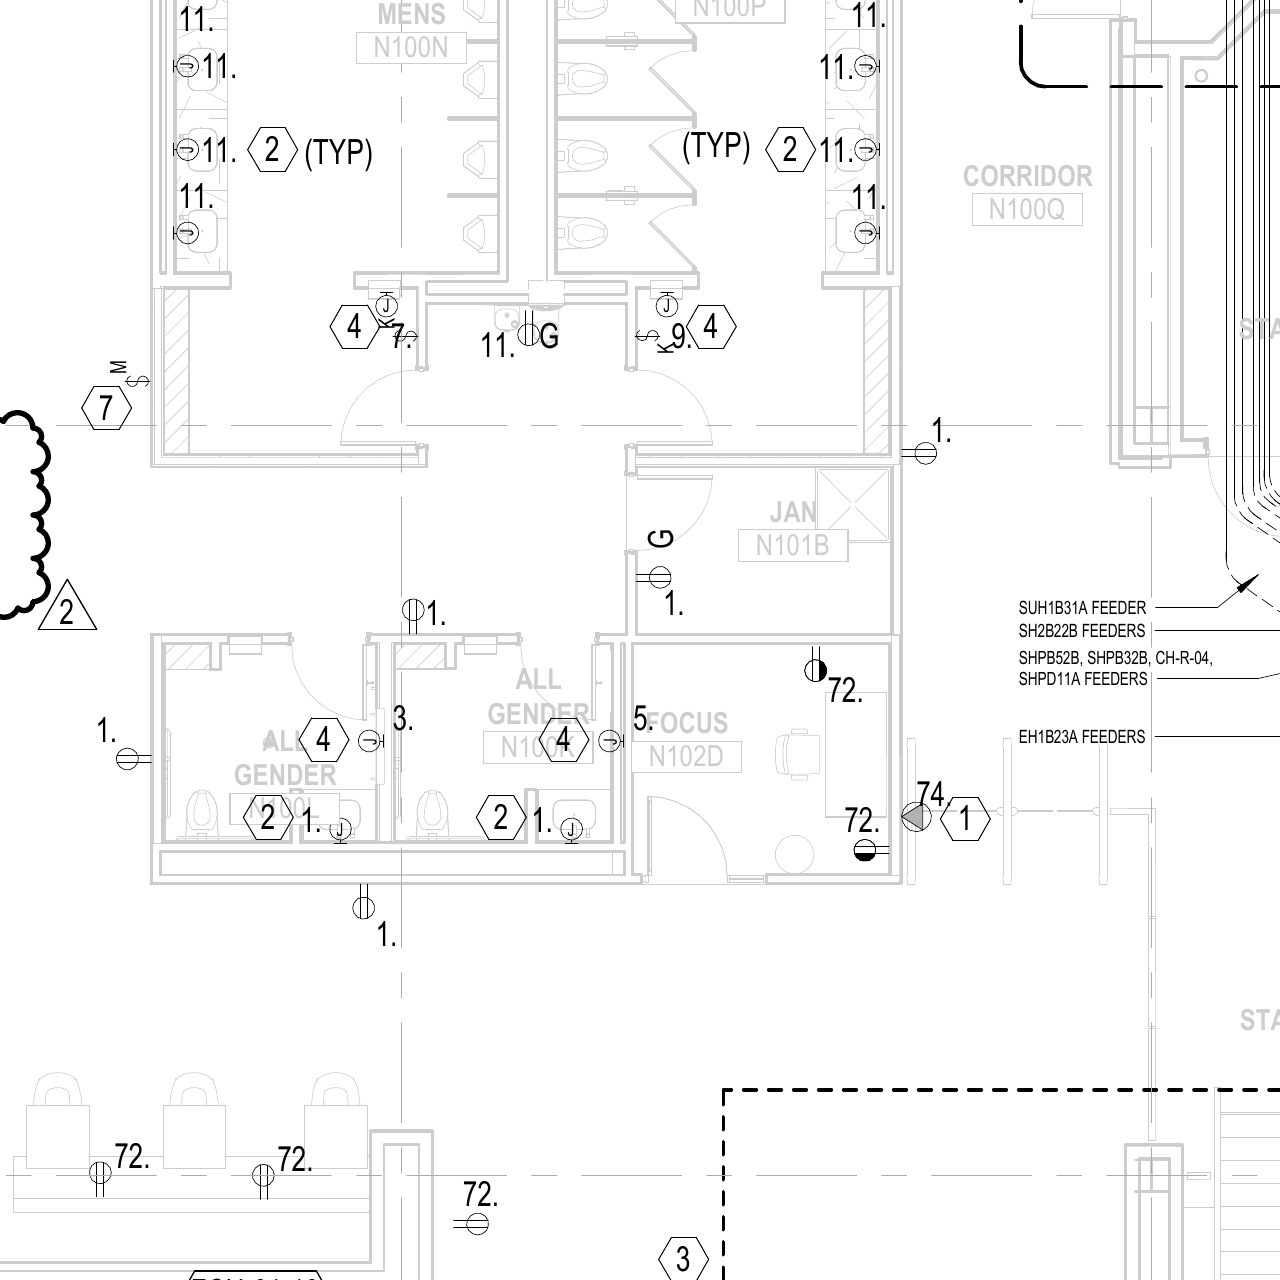 MENS
N100N
N100P
11.
11.
11.
11.
2
(TYP)
11.
11.
11.
11.
(TYP)
2
CORRIDOR
N100Q
4
J
K
7.
S
11.
G
S
K
9.
4
M
S
7
1.
JAN
N101B
G
1.
2
1.
SUH1B31A FEEDER
SH2B22B FEEDERS
SHPB52B, SHPB32B, CH-R-04,
SHPD11A FEEDERS
EH1B23A FEEDERS
ALL
GENDER
N100K
4
5.
FOCUS
N102D
72.
1.
ALL
GENDER
N100L
4
3.
2
1.
2
1.
72.
74.
1
1.
72.
72.
72.
3